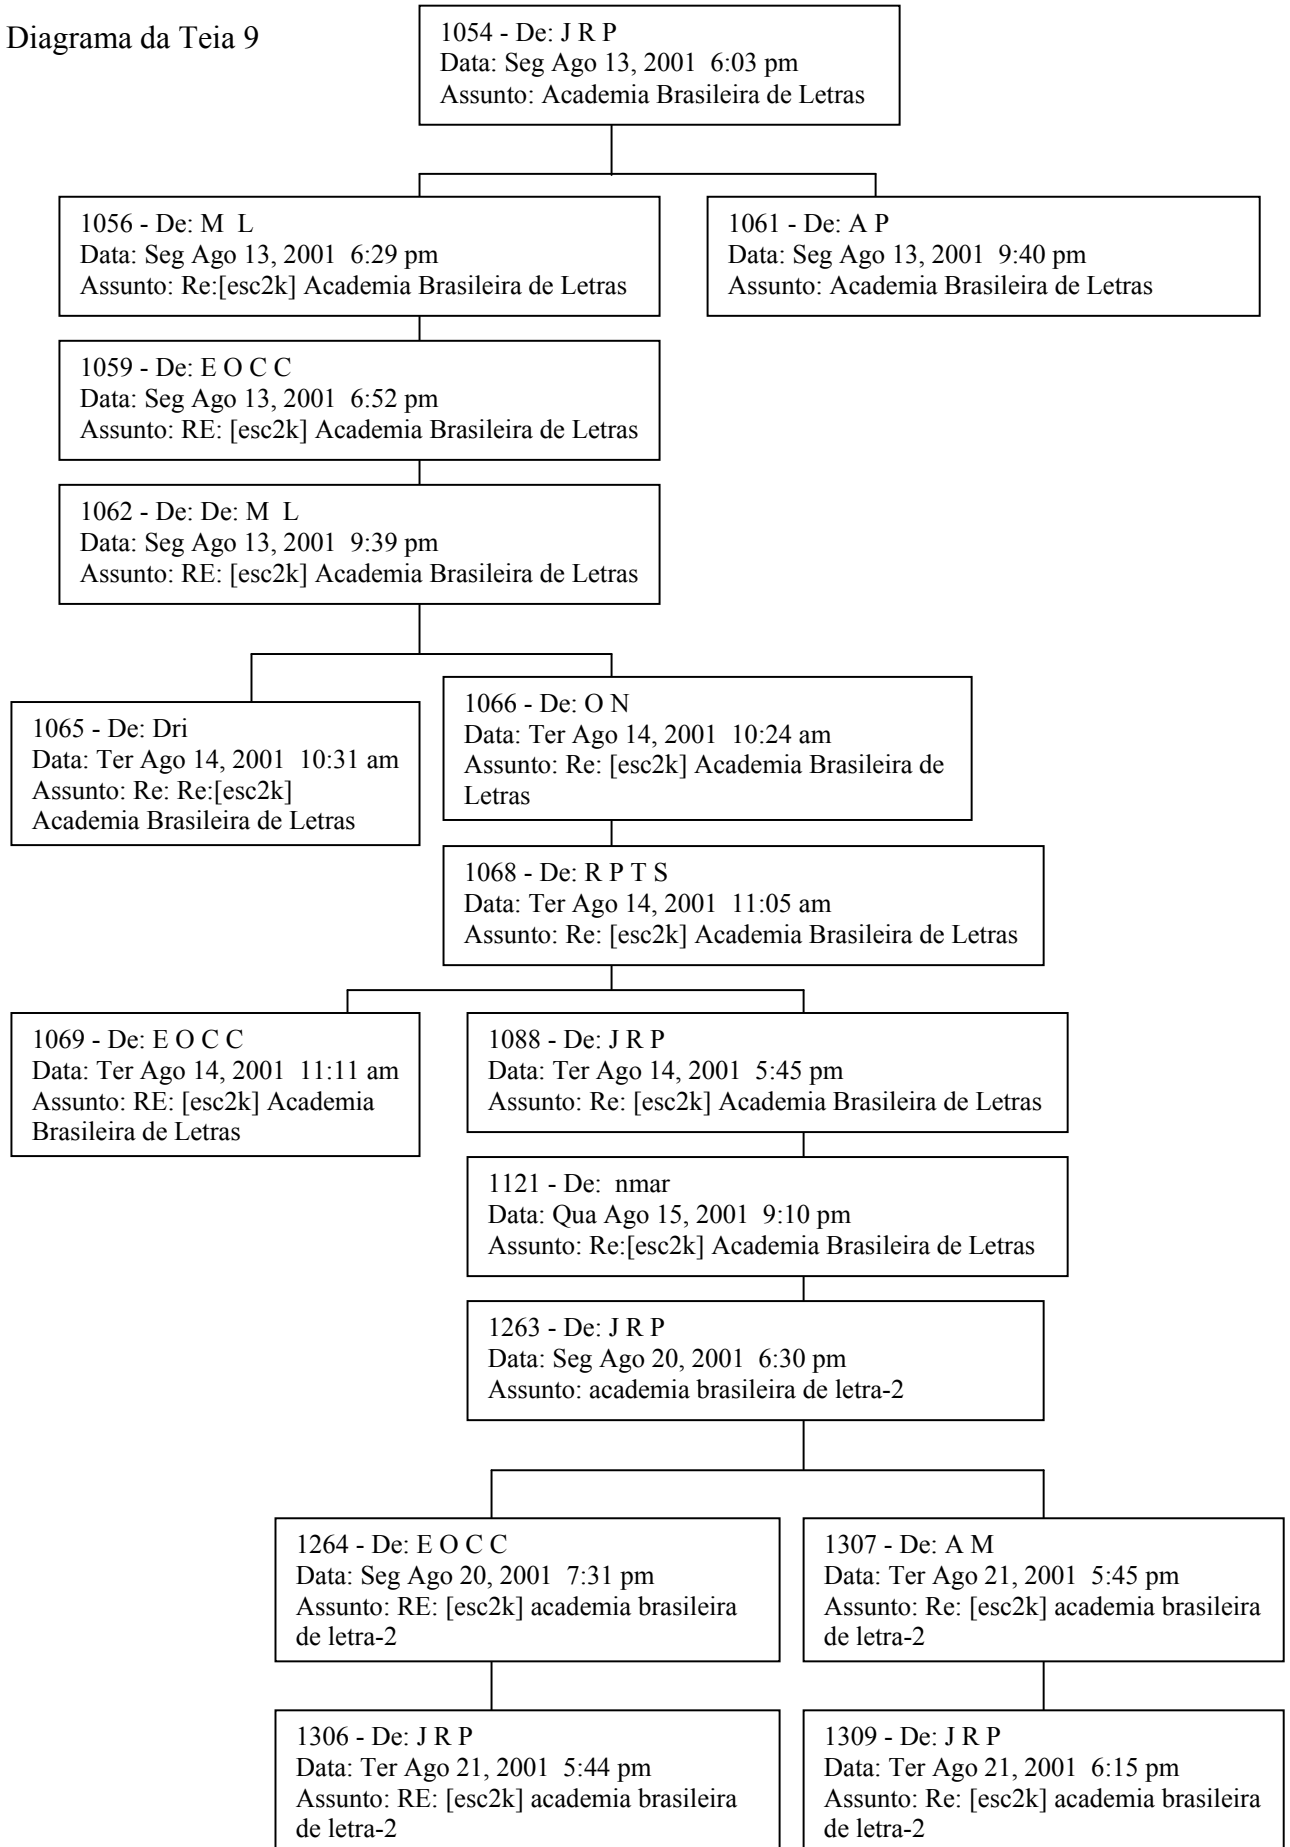 Diagrama da Teia 9
1054 - De: J R P
Data: Seg Ago 13, 2001  6:03 pm
Assunto: Academia Brasileira de Letras
1056 - De: M  L
Data: Seg Ago 13, 2001  6:29 pm
Assunto: Re:[esc2k] Academia Brasileira de Letras
1061 - De: A P
Data: Seg Ago 13, 2001  9:40 pm
Assunto: Academia Brasileira de Letras
1059 - De: E O C C
Data: Seg Ago 13, 2001  6:52 pm
Assunto: RE: [esc2k] Academia Brasileira de Letras
1062 - De: De: M  L
Data: Seg Ago 13, 2001  9:39 pm
Assunto: RE: [esc2k] Academia Brasileira de Letras
1065 - De: Dri
Data: Ter Ago 14, 2001  10:31 am
Assunto: Re: Re:[esc2k]
Academia Brasileira de Letras
1066 - De: O N
Data: Ter Ago 14, 2001  10:24 am
Assunto: Re: [esc2k] Academia Brasileira de
Letras
1068 - De: R P T S
Data: Ter Ago 14, 2001  11:05 am
Assunto: Re: [esc2k] Academia Brasileira de Letras
1069 - De: E O C C
Data: Ter Ago 14, 2001  11:11 am
Assunto: RE: [esc2k] Academia
Brasileira de Letras
1088 - De: J R P
Data: Ter Ago 14, 2001  5:45 pm
Assunto: Re: [esc2k] Academia Brasileira de Letras
1121 - De:  nmar
Data: Qua Ago 15, 2001  9:10 pm
Assunto: Re:[esc2k] Academia Brasileira de Letras
1263 - De: J R P
Data: Seg Ago 20, 2001  6:30 pm
Assunto: academia brasileira de letra-2
1264 - De: E O C C
Data: Seg Ago 20, 2001  7:31 pm
Assunto: RE: [esc2k] academia brasileira
de letra-2
1307 - De: A M
Data: Ter Ago 21, 2001  5:45 pm
Assunto: Re: [esc2k] academia brasileira
de letra-2
1306 - De: J R P
Data: Ter Ago 21, 2001  5:44 pm
Assunto: RE: [esc2k] academia brasileira
de letra-2
1309 - De: J R P
Data: Ter Ago 21, 2001  6:15 pm
Assunto: Re: [esc2k] academia brasileira
de letra-2